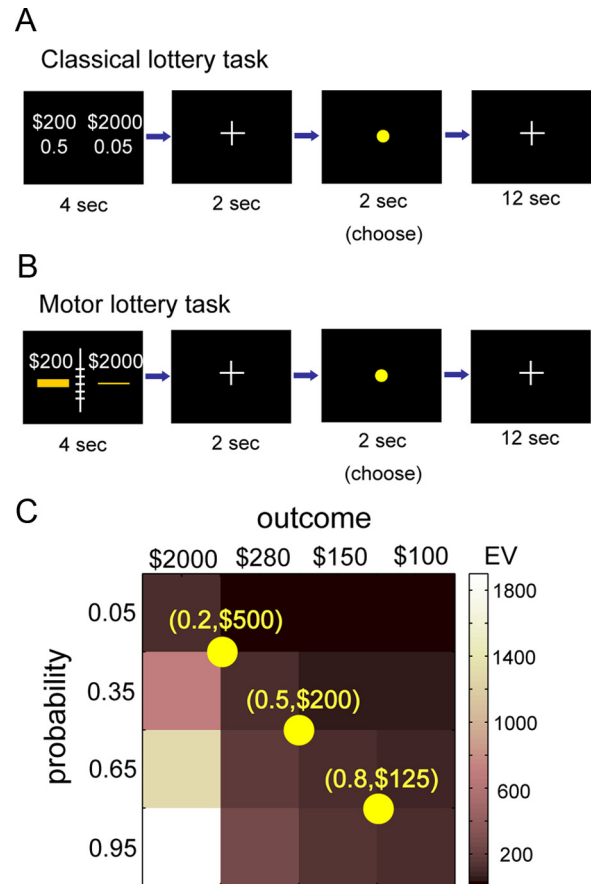 A
Classical lottery task
$200 $2000
0.5 0.05
4 sec 2 sec 2 sec 12 sec
(choose)
B
Motor lottery task
$200 $2000
4 sec 2 sec 2 sec 12 sec
(choose)
C
outcome
$2000 $280 $150 $100 EV
0.05
0.35
0.65
0.95
probability
(0.2,$500)
(0.5,$200)
(0.8,$125)
1800
1400
1000
600
200